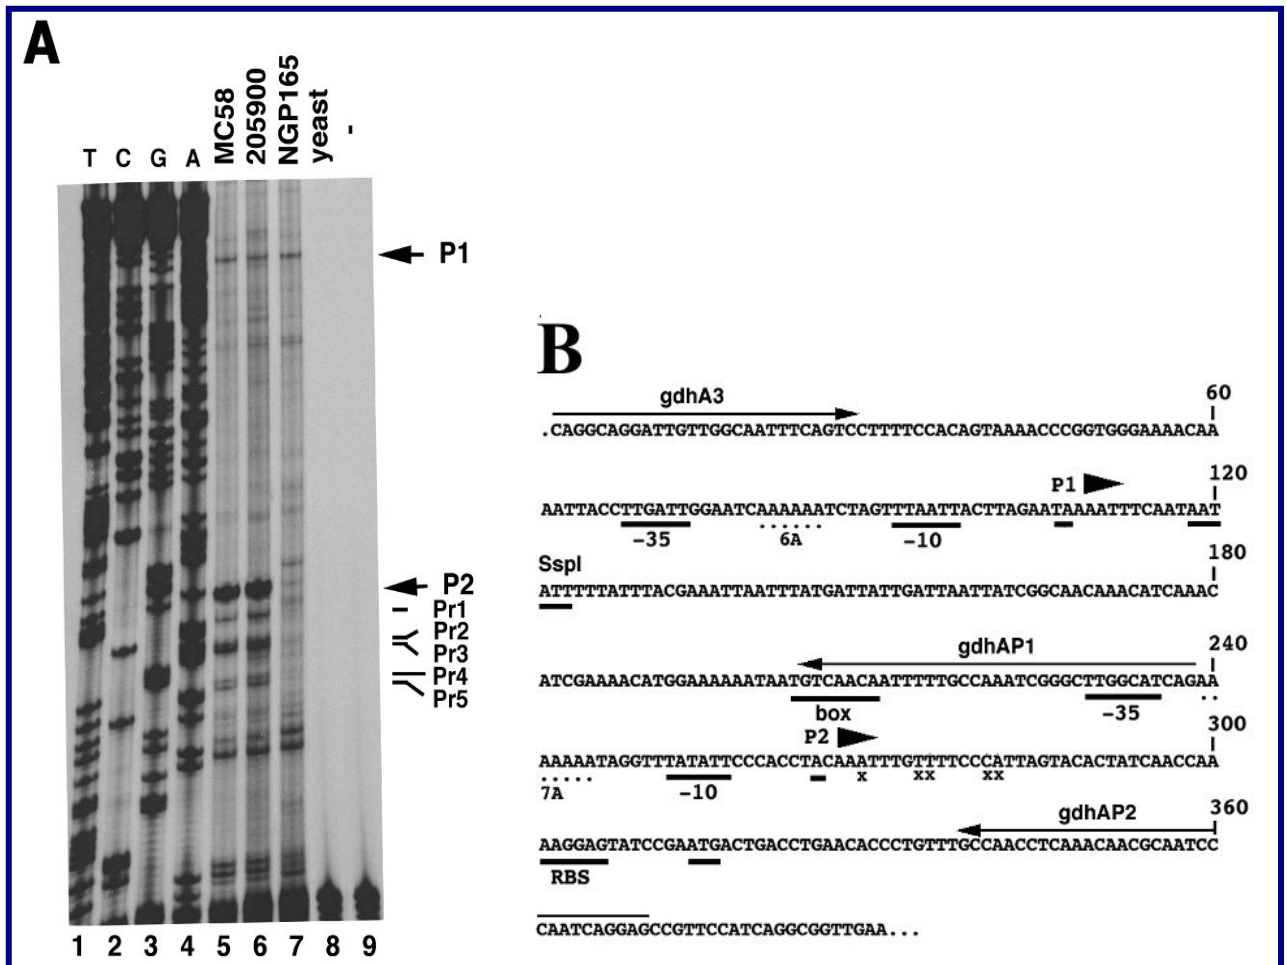 A
T C G A MC58 205900 NGP165 yeast -
P1
P2
Pr1
Pr2
Pr3
Pr4
Pr5
1 2 3 4 5 6 7 8 9
B
gdhA3 60
.CAGGCAGGATTGTTGGCAATTTCAGTCCTTTTCCACAGTAAAACCCGGTGGGAAAACAA
P1 120
AATTACCTTGATTGGAATCAAAAAATCTAGTTTAATTACTTAGAATAAAATTTCAATAAT
-35 6A -10
SspI 180
ATTTTTATTTACGAAATTAATTTATGATTATTGATTAATTATCGGCAACAAACATCAAAC
gdhAP1 240
ATCGAAAACATGGAAAAAATAATGTCAACAATTTTTGCCAAATCGGGCTTGGCATCAGAA
box -35 ..
P2 300
AAAAATAGGTTTATATTCCCACCTACAAATTTGTTTTCCCATTAGTACACTATCAACCAA
..... 7A -10 x xx xx
gdhAP2 360
AAGGAGTATCCGAATGACTGACCTGAACACCCTGTTTGCCAACCTCAAACAACGCAATCC
RBS
CAATCAGGAGCCGTTCCATCAGGCGGTTGAA...